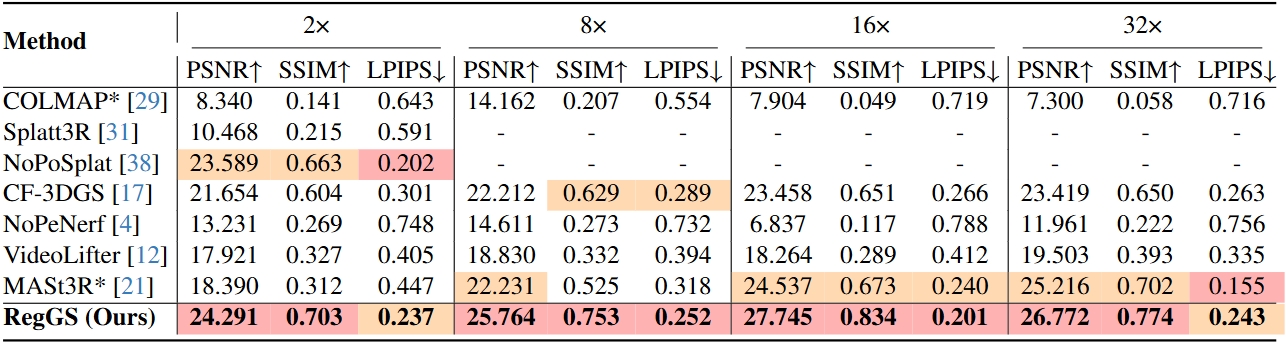 Method 2× 8× 16× 32×
PSNR↑ SSIM↑ LPIPS↓ PSNR↑ SSIM↑ LPIPS↓ PSNR↑ SSIM↑ LPIPS↓ PSNR↑ SSIM↑ LPIPS↓
COLMAP* [29] 8.340 0.141 0.643 14.162 0.207 0.554 7.904 0.049 0.719 7.300 0.058 0.716
Splatt3R [31] 10.468 0.215 0.591 - - - - - - - - -
NoPoSplat [38] 23.589 0.663 0.202 - - - - - - - - -
CF-3DGS [17] 21.654 0.604 0.301 22.212 0.629 0.289 23.458 0.651 0.266 23.419 0.650 0.263
NoPeNerf [4] 13.231 0.269 0.748 14.611 0.273 0.732 6.837 0.117 0.788 11.961 0.222 0.756
VideoLifter [12] 17.921 0.327 0.405 18.830 0.332 0.394 18.264 0.289 0.412 19.503 0.393 0.335
MASt3R* [21] 18.390 0.312 0.447 22.231 0.525 0.318 24.537 0.673 0.240 25.216 0.702 0.155
RegGS (Ours) 24.291 0.703 0.237 25.764 0.753 0.252 27.745 0.834 0.201 26.772 0.774 0.243